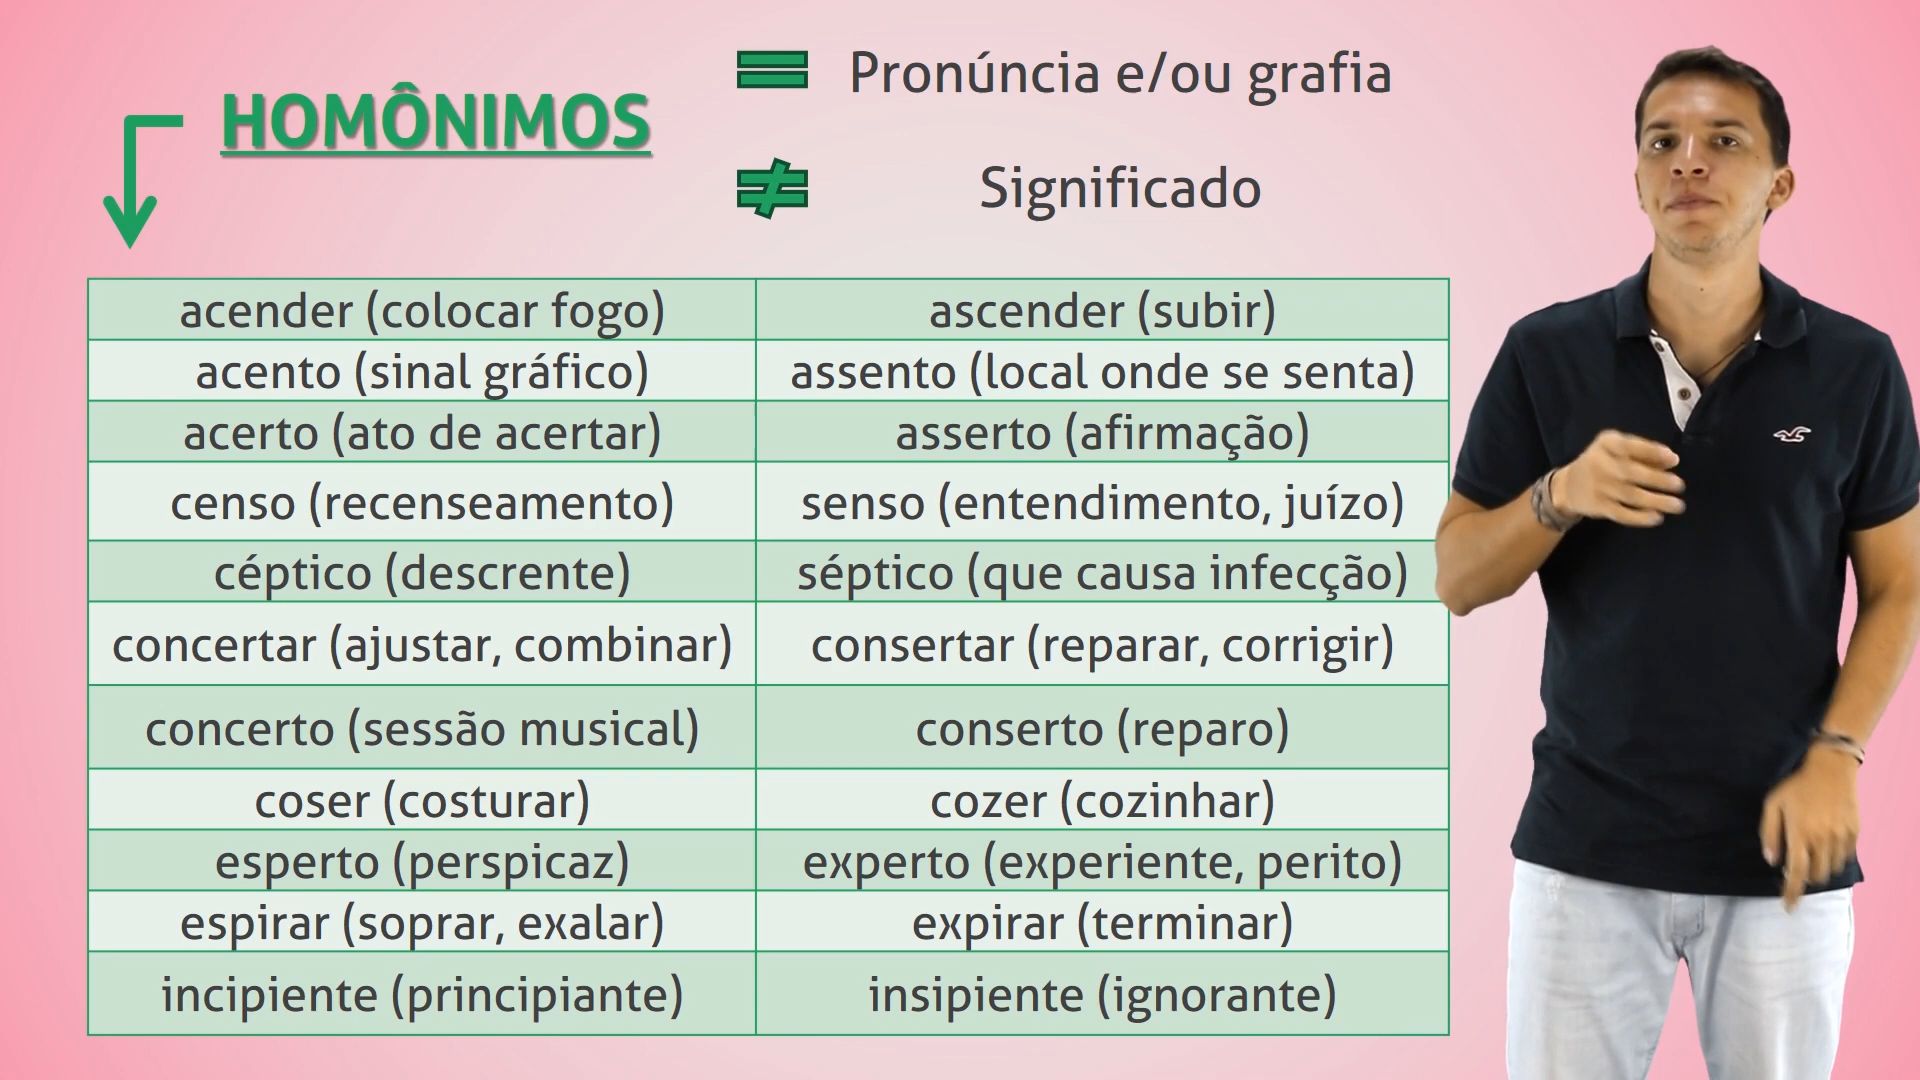 HOMÔNIMOS
Pronúncia e/ou grafia
Significado
acender (colocar fogo) ascender (subir)
acento (sinal gráfico) assento (local onde se senta)
acerto (ato de acertar) asserto (afirmação)
censo (recenseamento) senso (entendimento, juízo)
céptico (descrente) séptico (que causa infecção)
concertar (ajustar, combinar) consertar (reparar, corrigir)
concerto (sessão musical) conserto (reparo)
coser (costurar) cozer (cozinhar)
esperto (perspicaz) experto (experiente, perito)
espirar (soprar, exalar) expirar (terminar)
incipiente (principiante) insipiente (ignorante)